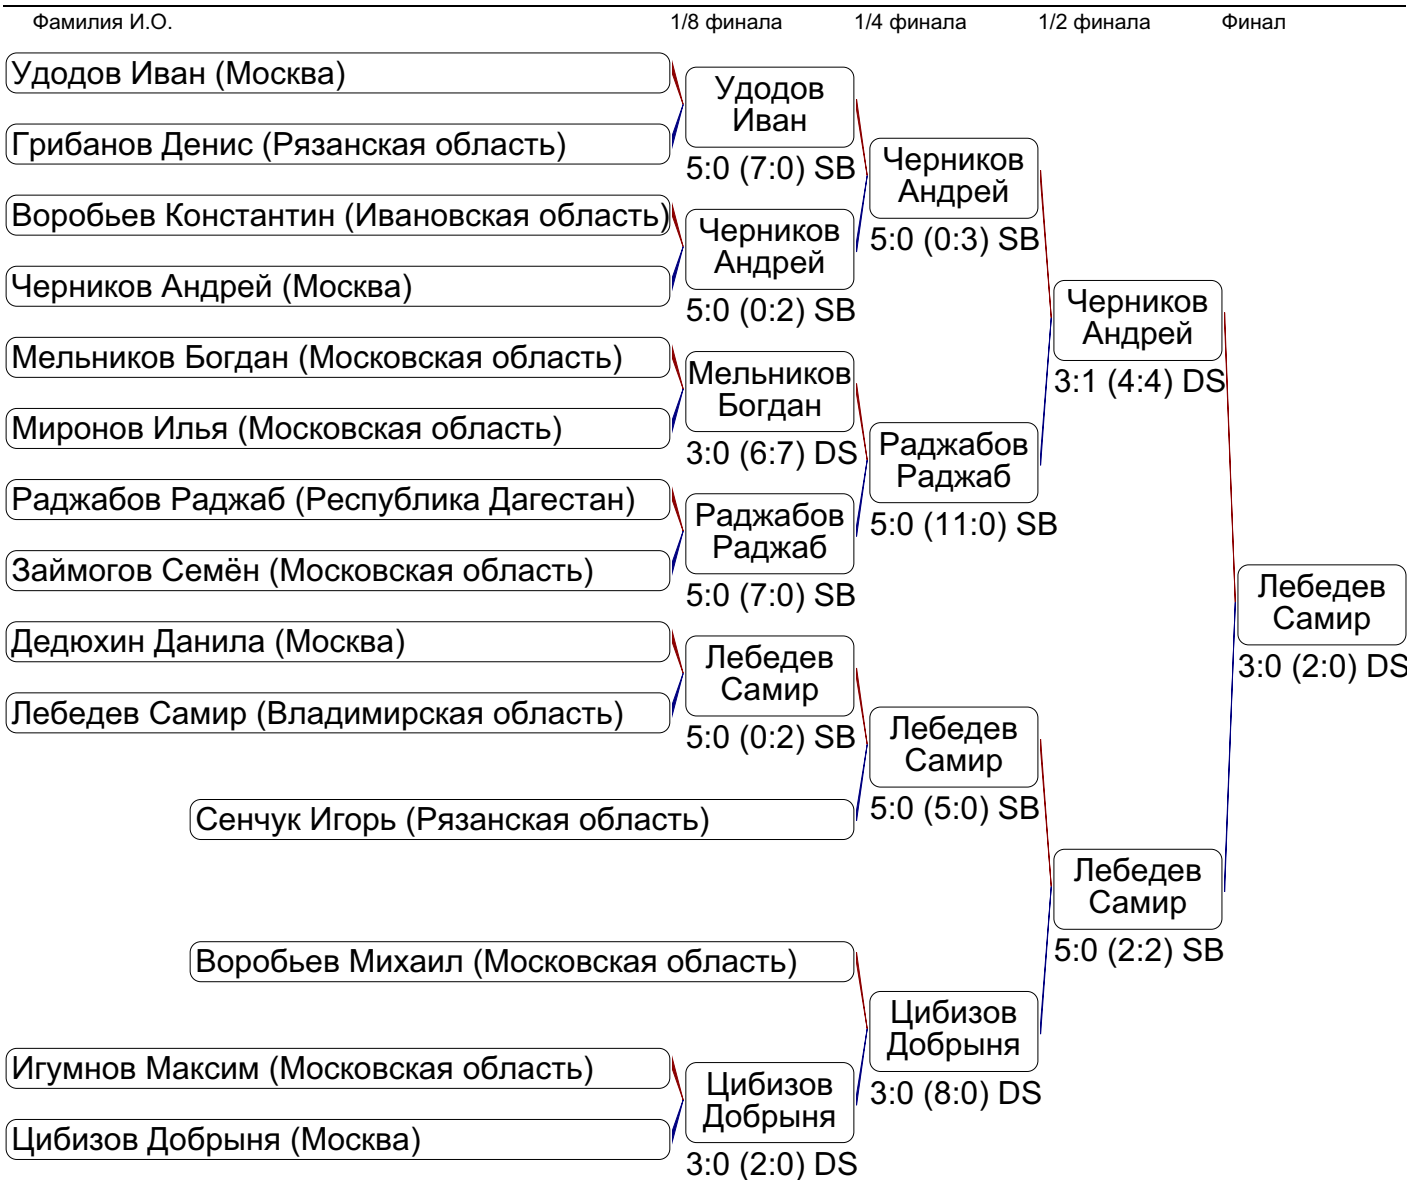 Фамилия И.О. 1/8 финала 1/4 финала 1/2 финала Финал
Удодов Иван (Москва)
Грибанов Денис (Рязанская область)
Воробьев Константин (Ивановская область)
Черников Андрей (Москва)
Мельников Богдан (Московская область)
Миронов Илья (Московская область)
Раджабов Раджаб (Республика Дагестан)
Займогов Семён (Московская область)
Дедюхин Данила (Москва)
Лебедев Самир (Владимирская область)
Сенчук Игорь (Рязанская область)
Воробьев Михаил (Московская область)
Игумнов Максим (Московская область)
Цибизов Добрыня (Москва)
Удодов
Иван
5:0 (7:0) SB
Черников
Андрей
5:0 (0:2) SB
Мельников
Богдан
3:0 (6:7) DS
Раджабов
Раджаб
5:0 (7:0) SB
Лебедев
Самир
5:0 (0:2) SB
Цибизов
Добрыня
3:0 (2:0) DS
Черников
Андрей
5:0 (0:3) SB
Раджабов
Раджаб
5:0 (11:0) SB
Лебедев
Самир
5:0 (5:0) SB
Цибизов
Добрыня
3:0 (8:0) DS
Черников
Андрей
3:1 (4:4) DS
Лебедев
Самир
5:0 (2:2) SB
Лебедев
Самир
3:0 (2:0) DS